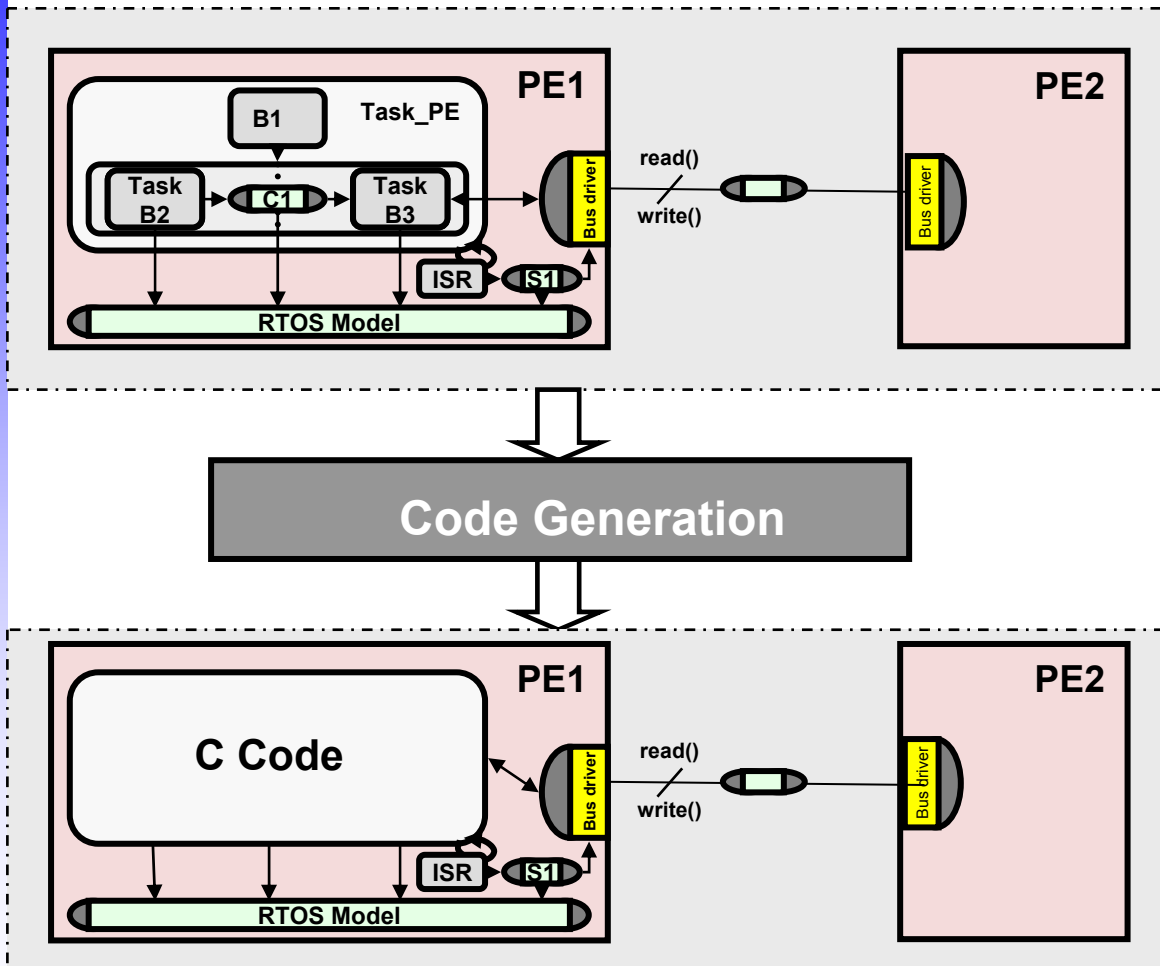 PE1
PE2
Task_PE
B1
Task
B2
C1
Task
B3
Bus driver
read()
write()
Bus driver
ISR
S1
RTOS Model
Code Generation
PE1
PE2
C Code
Bus driver
read()
write()
Bus driver
ISR
S1
RTOS Model